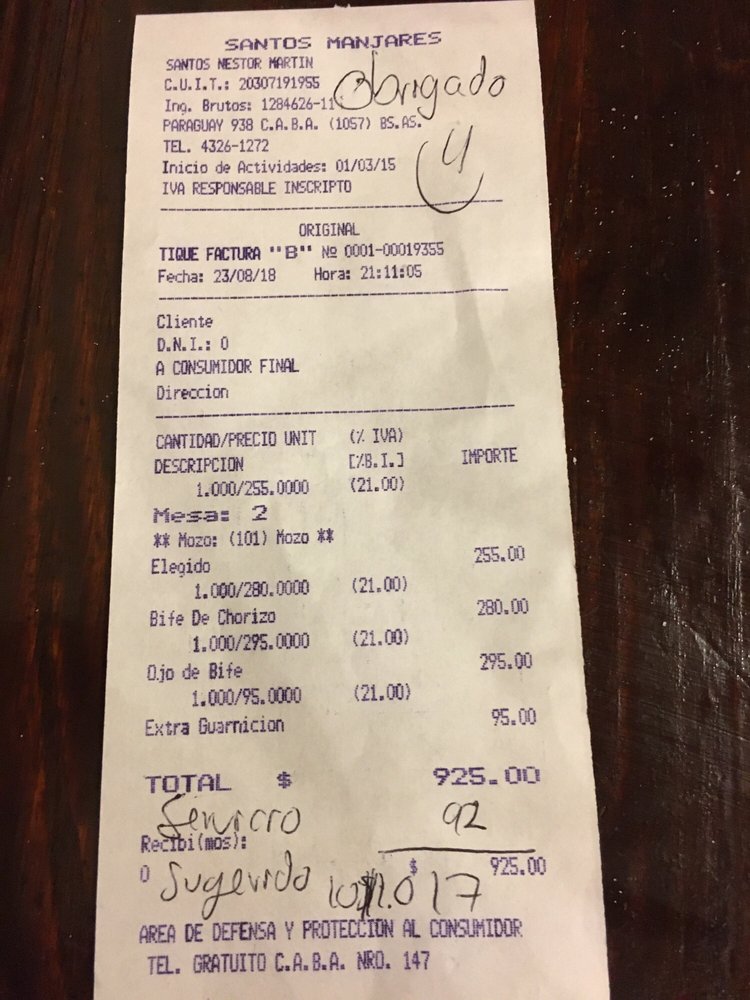 SANTOS MANJARES
SANTOS NESTOR MARTIN
C.U.I.T.: 20307191955
Obrigado
Ing. Brutos: 1284626-11
PARAGUAY 938 C.A.B.A. (1057) BS.AS.
TEL. 4326-1272
Inicio de Actividades: 01/03/15
IVA RESPONSABLE INSCRIPTO
ORIGINAL
TIQUE FACTURA "B" Nº 0001-00019355
Fecha: 23/08/18 Hora: 21:11:05
Cliente
D.N.I.: 0
A CONSUMIDOR FINAL
Direccion
CANTIDAD/PRECIO UNIT (% IVA)
DESCRIPCION [%B.I.] IMPORTE
1.000/255.0000 (21.00)
Mesa: 2
** Mozo: (101) Mozo **
Elegido 255.00
1.000/280.0000 (21.00)
Bife De Chorizo 280.00
1.000/295.0000 (21.00)
Ojo de Bife 295.00
1.000/95.0000 (21.00)
Extra Guarnicion 95.00
TOTAL $ 925.00
Servicio 92
Recibi(mos):
0 $ 925.00
Sugerido 1.017
AREA DE DEFENSA Y PROTECCION AL CONSUMIDOR
TEL. GRATUITO C.A.B.A. NRO. 147